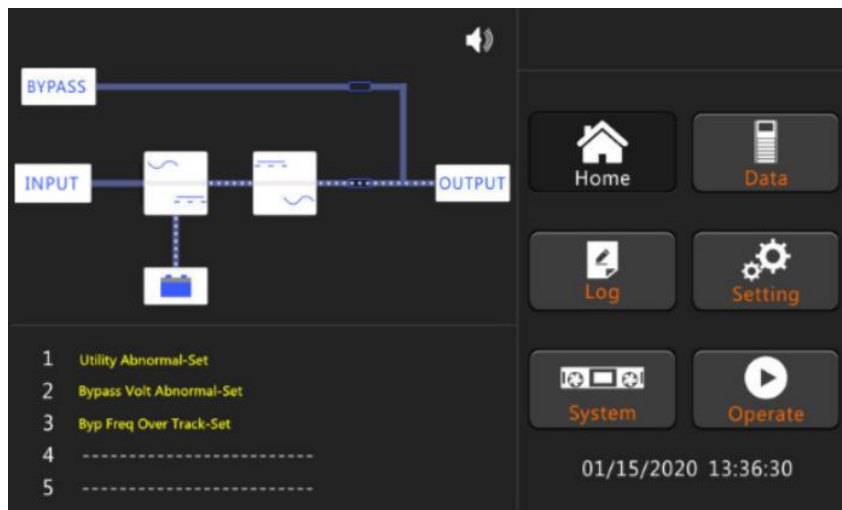 BYPASS
INPUT
OUTPUT
1 Utility Abnormal-Set
2 Bypass Volt Abnormal-Set
3 Byp Freq Over Track-Set
4 -------------------------
5 -------------------------
Home
Data
Log
Setting
System
Operate
01/15/2020 13:36:30